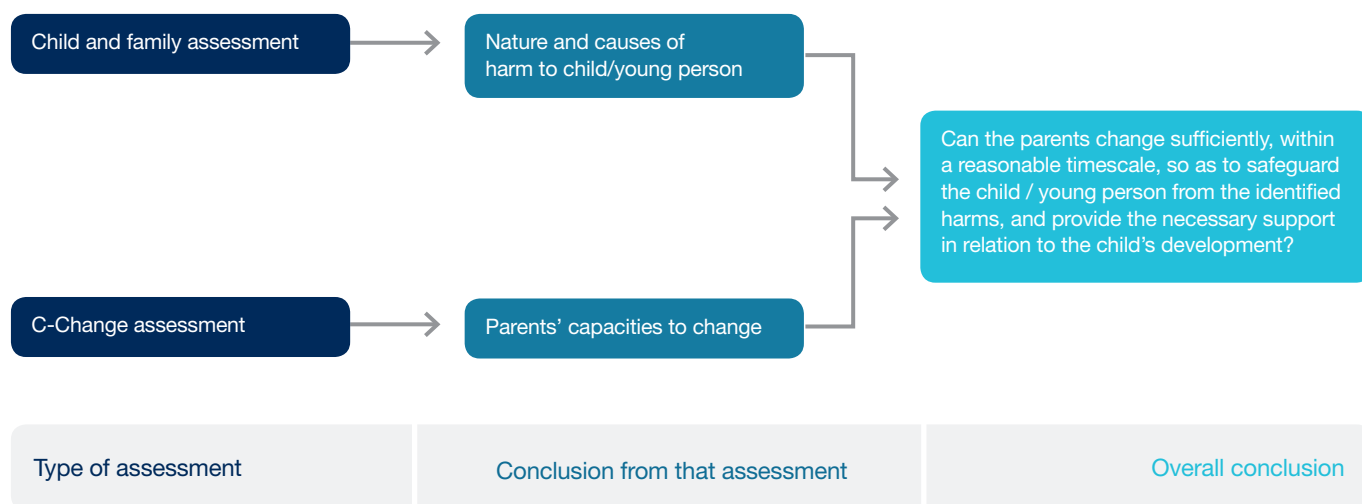 Child and family assessment
Nature and causes of
harm to child/young person
Can the parents change sufficiently, within
a reasonable timescale, so as to safeguard
the child / young person from the identified
harms, and provide the necessary support
in relation to the child’s development?
C-Change assessment
Parents’ capacities to change
Type of assessment
Conclusion from that assessment
Overall conclusion